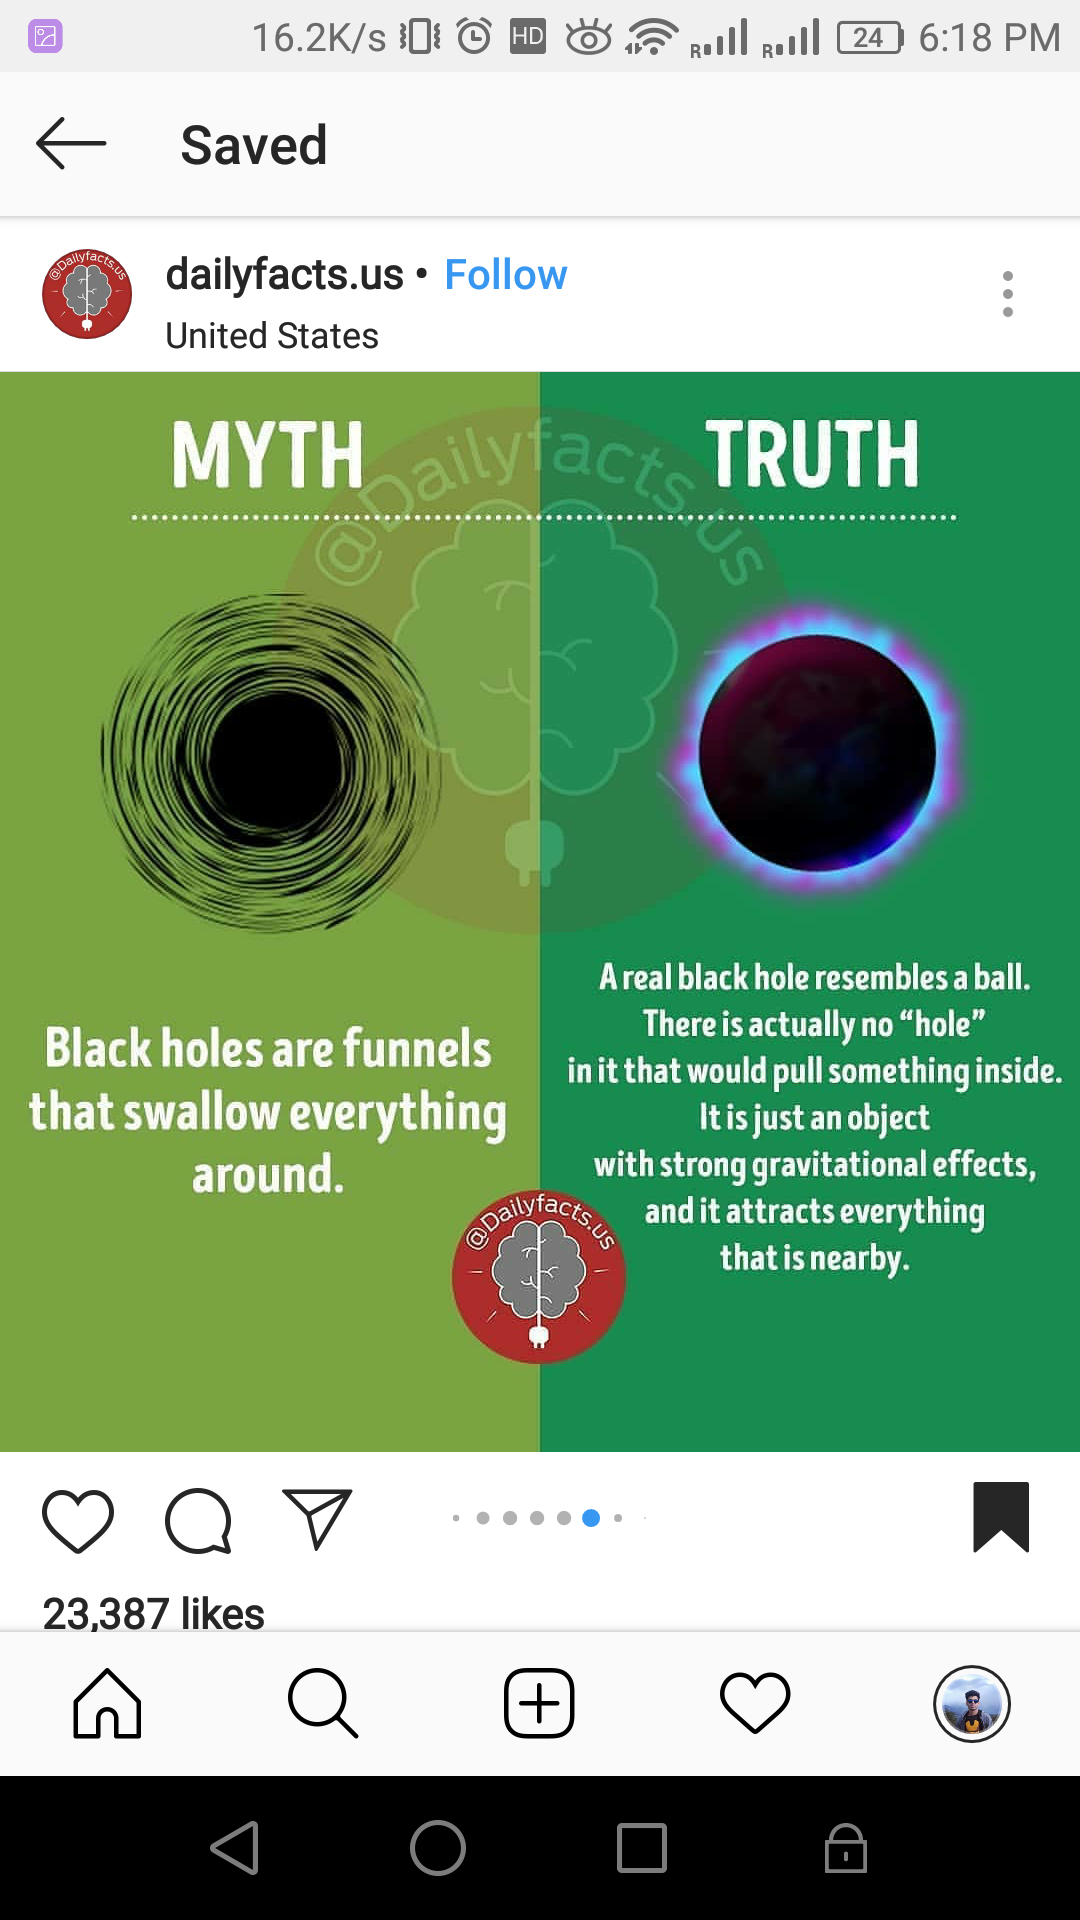 16.2K/s HD R R 24 6:18 PM
Saved
@Dailyfacts.us
dailyfacts.us • Follow
United States
@Dailyfacts.us
MYTH
TRUTH
Black holes are funnels
that swallow everything
around.
A real black hole resembles a ball.
There is actually no “hole”
in it that would pull something inside.
It is just an object
with strong gravitational effects,
and it attracts everything
that is nearby.
@Dailyfacts.us
23,387 likes